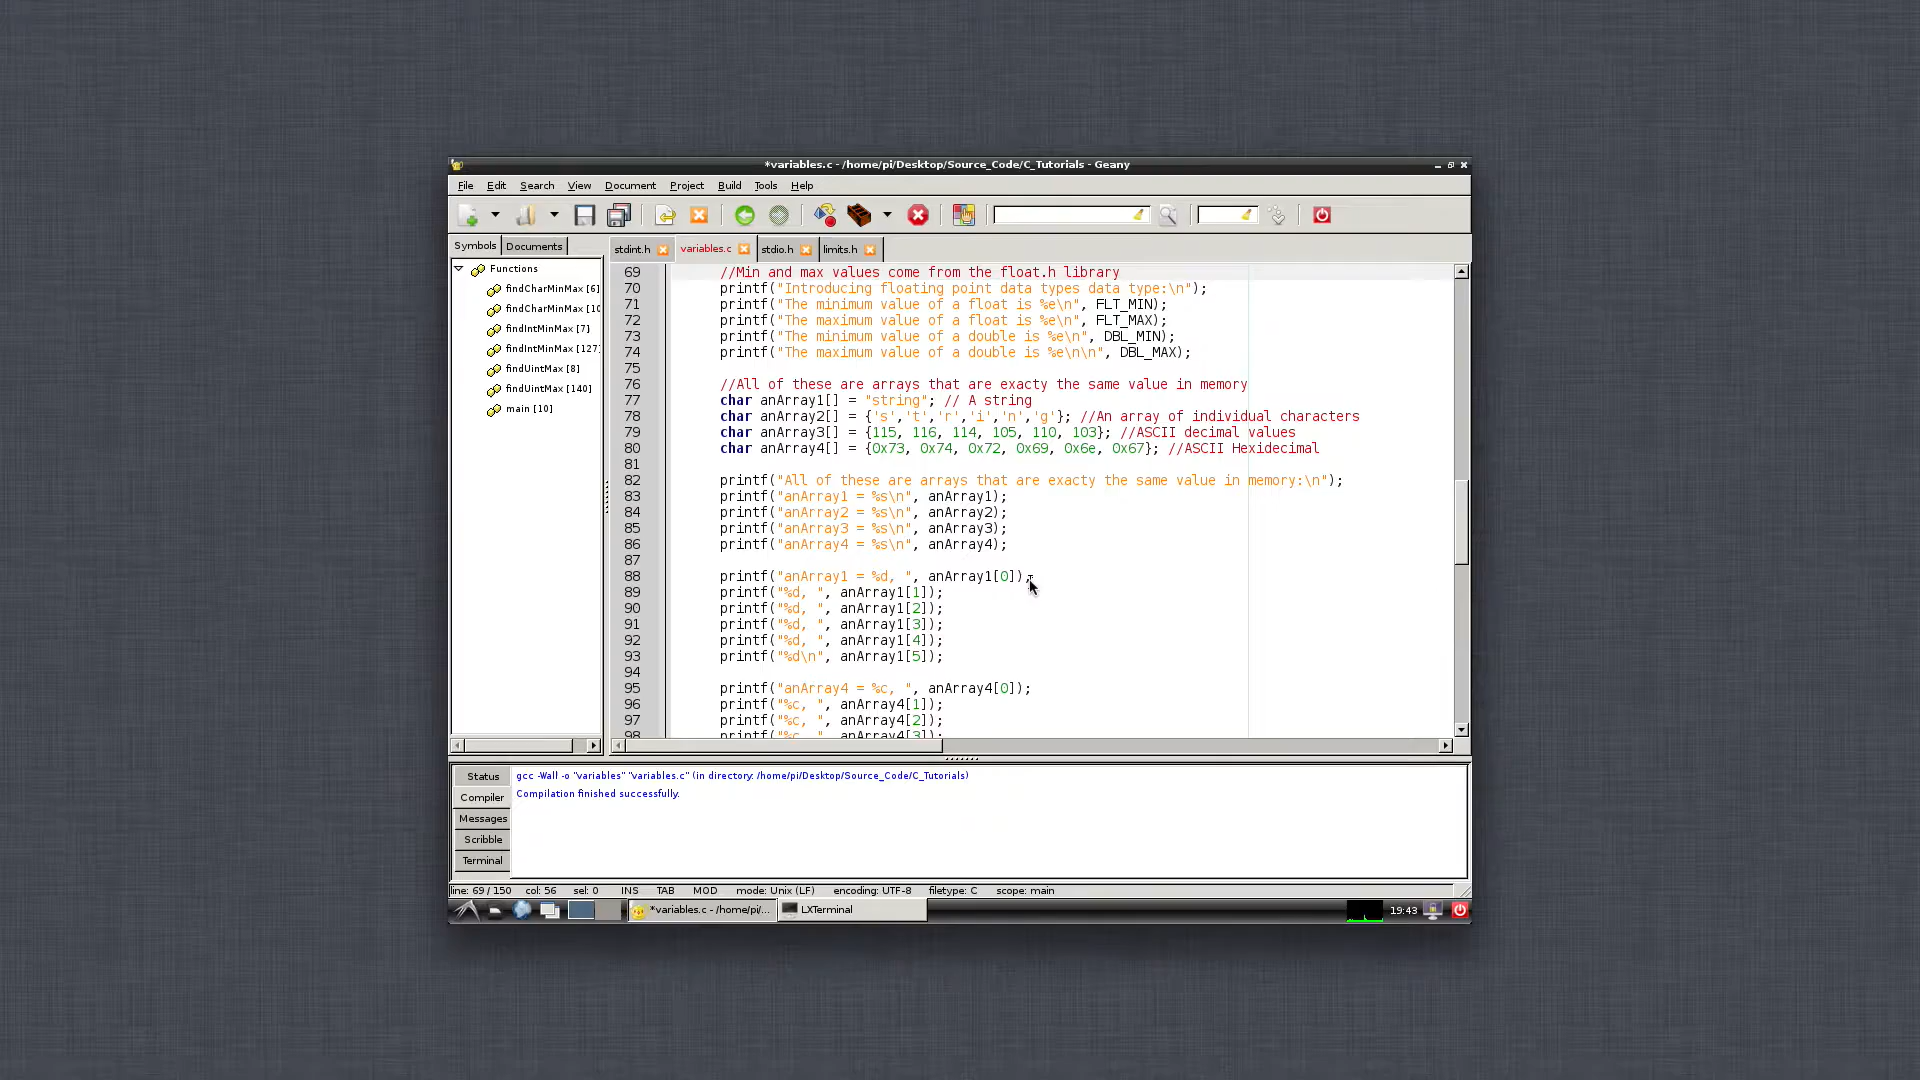 *variables.c - /home/pi/Desktop/Source_Code/C_Tutorials - Geany
File Edit Search View Document Project Build Tools Help
Symbols Documents
stdint.h variables.c stdio.h limits.h
Functions
findCharMinMax [6]
findCharMinMax [10
findIntMinMax [7]
findIntMinMax [127]
findUintMax [8]
findUintMax [140]
main [10]
69 //Min and max values come from the float.h library
70 printf("Introducing floating point data types data type:\n");
71 printf("The minimum value of a float is %e\n", FLT_MIN);
72 printf("The maximum value of a float is %e\n", FLT_MAX);
73 printf("The minimum value of a double is %e\n", DBL_MIN);
74 printf("The maximum value of a double is %e\n\n", DBL_MAX);
75
76 //All of these are arrays that are exacty the same value in memory
77 char anArray1[] = "string"; // A string
78 char anArray2[] = {'s','t','r','i','n','g'}; //An array of individual characters
79 char anArray3[] = {115, 116, 114, 105, 110, 103}; //ASCII decimal values
80 char anArray4[] = {0x73, 0x74, 0x72, 0x69, 0x6e, 0x67}; //ASCII Hexidecimal
81
82 printf("All of these are arrays that are exacty the same value in memory:\n");
83 printf("anArray1 = %s\n", anArray1);
84 printf("anArray2 = %s\n", anArray2);
85 printf("anArray3 = %s\n", anArray3);
86 printf("anArray4 = %s\n", anArray4);
87
88 printf("anArray1 = %d, ", anArray1[0]);
89 printf("%d, ", anArray1[1]);
90 printf("%d, ", anArray1[2]);
91 printf("%d, ", anArray1[3]);
92 printf("%d, ", anArray1[4]);
93 printf("%d\n", anArray1[5]);
94
95 printf("anArray4 = %c, ", anArray4[0]);
96 printf("%c, ", anArray4[1]);
97 printf("%c, ", anArray4[2]);
98 printf("%c, ", anArray4[3]);
Status
Compiler
Messages
Scribble
Terminal
gcc -Wall -o "variables" "variables.c" (in directory: /home/pi/Desktop/Source_Code/C_Tutorials)
Compilation finished successfully.
line: 69 / 150 col: 56 sel: 0 INS TAB MOD mode: Unix (LF) encoding: UTF-8 filetype: C scope: main
*variables.c - /home/pi/... LXTerminal 19:43